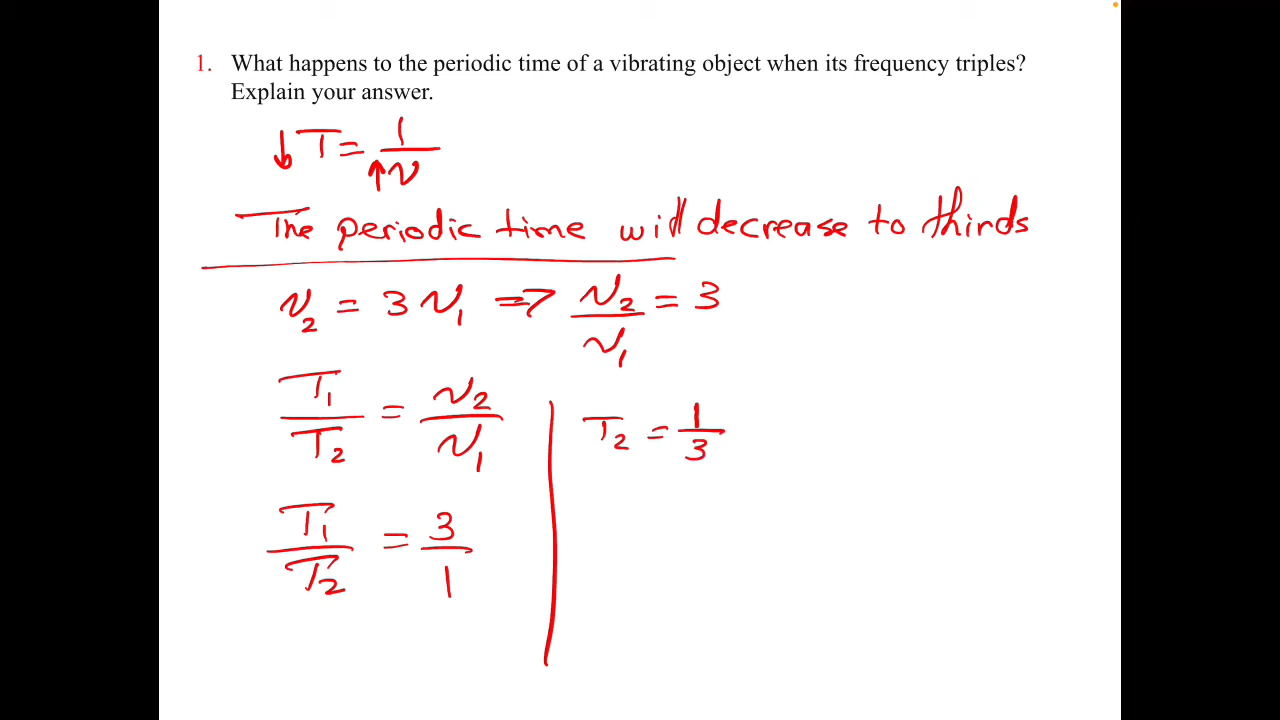 1. What happens to the periodic time of a vibrating object when its frequency triples?
Explain your answer.
↓ T = 1/↑ν
The periodic time will decrease to thirds
ν₂ = 3 ν₁ => ν₂/ν₁ = 3
T₁/T₂ = ν₂/ν₁
T₁/T₂ = 3/1
T₂ = 1/3